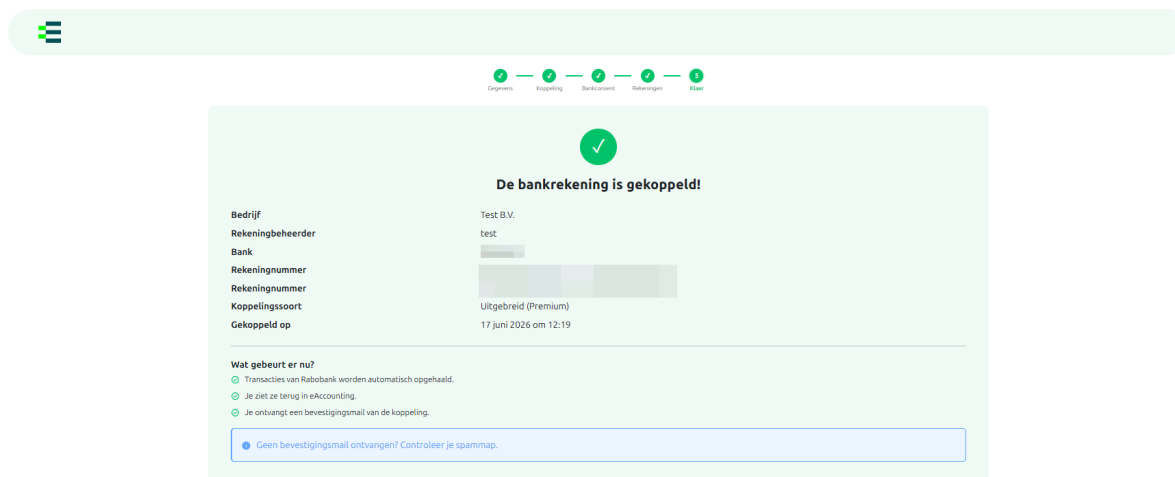 5
Gegevens Koppeling Bankconsent Rekeningen Klaar
De bankrekening is gekoppeld!
Bedrijf Test B.V.
Rekeningbeheerder test
Bank
Rekeningnummer
Rekeningnummer
Koppelingssoort Uitgebreid (Premium)
Gekoppeld op 17 juni 2026 om 12:19
Wat gebeurt er nu?
Transacties van Rabobank worden automatisch opgehaald.
Je ziet ze terug in eAccounting.
Je ontvangt een bevestigingsmail van de koppeling.
Geen bevestigingsmail ontvangen? Controleer je spammap.